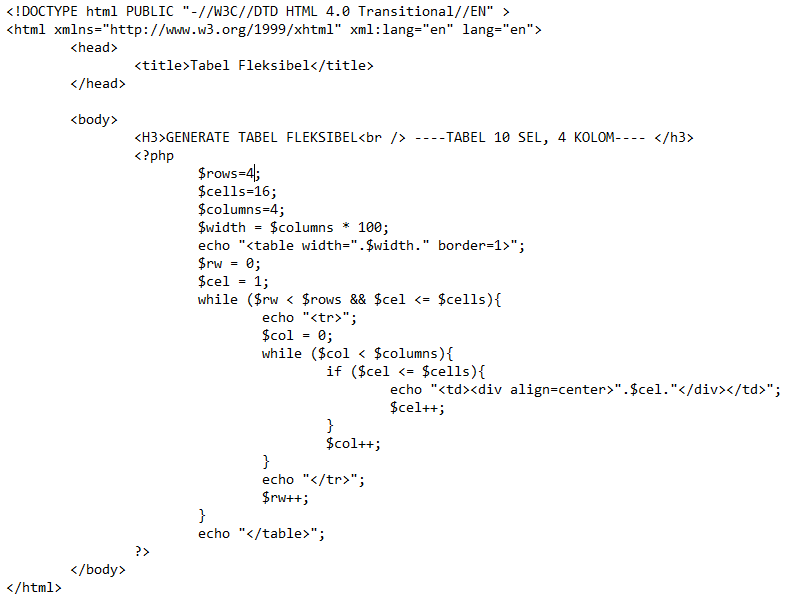 <!DOCTYPE html PUBLIC "-//W3C//DTD HTML 4.0 Transitional//EN" >
<html xmlns="http://www.w3.org/1999/xhtml" xml:lang="en" lang="en">
<head>
<title>Tabel Fleksibel</title>
</head>
<body>
<H3>GENERATE TABEL FLEKSIBEL<br /> ----TABEL 10 SEL, 4 KOLOM---- </h3>
<?php
$rows=4;
$cells=16;
$columns=4;
$width = $columns * 100;
echo "<table width=".$width." border=1>";
$rw = 0;
$cel = 1;
while ($rw < $rows && $cel <= $cells){
echo "<tr>";
$col = 0;
while ($col < $columns){
if ($cel <= $cells){
echo "<td><div align=center>".$cel."</div></td>";
$cel++;
}
$col++;
}
echo "</tr>";
$rw++;
}
echo "</table>";
?>
</body>
</html>